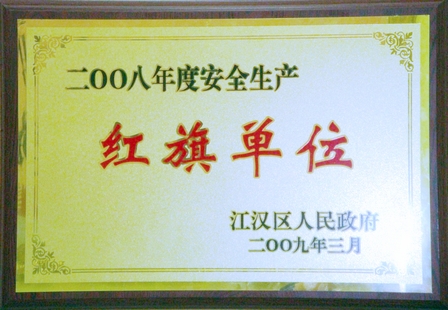 二OO八年度安全生产
红旗单位
江汉区人民政府
二OO九年三月